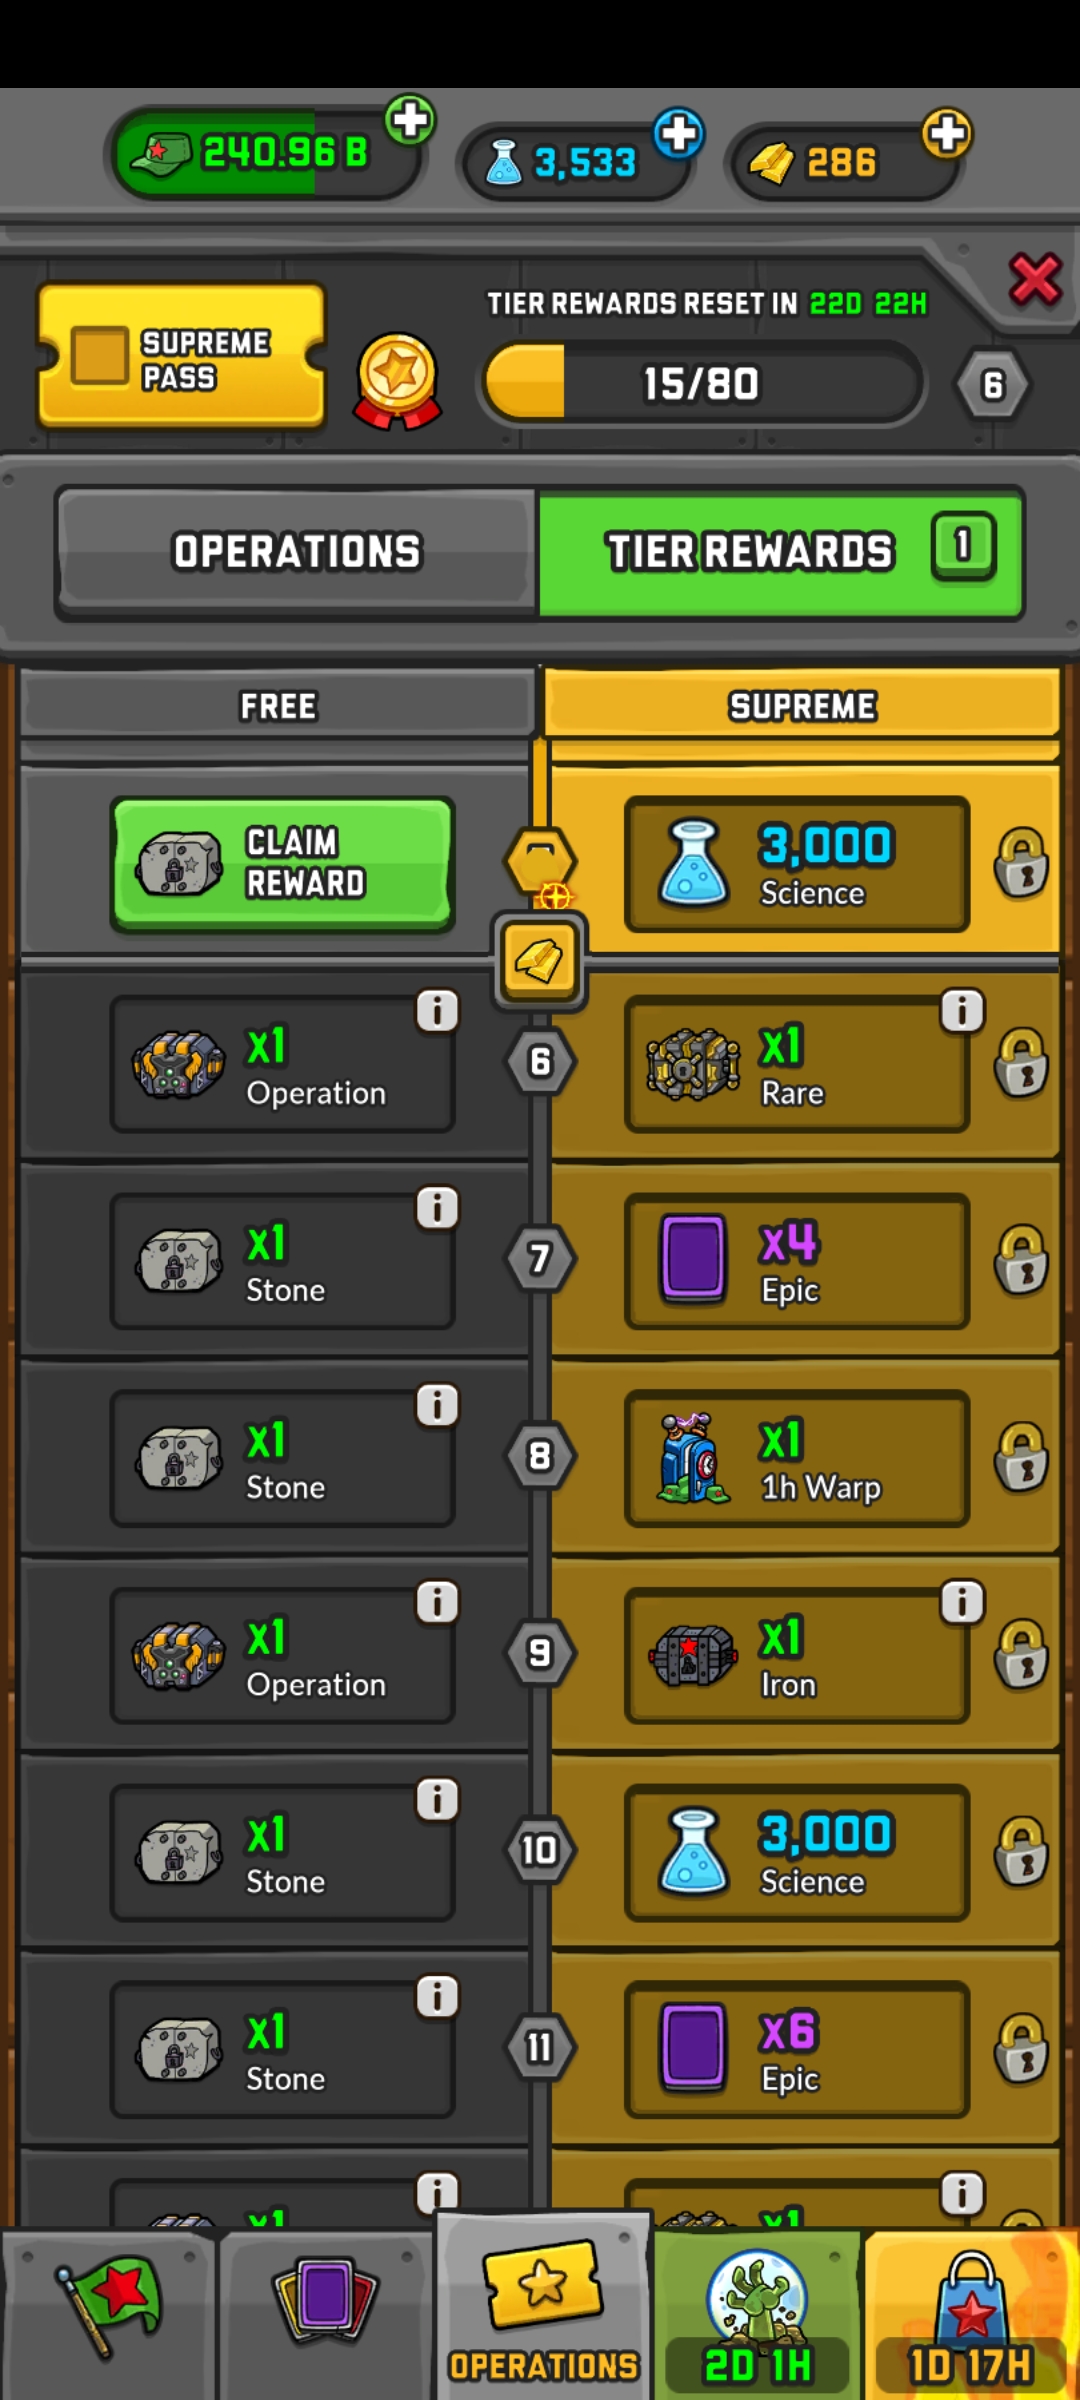 240.96 B
3,533
286
TIER REWARDS RESET IN 22D 22H
SUPREME
PASS
15/80
6
OPERATIONS
TIER REWARDS
1
FREE
SUPREME
CLAIM
REWARD
3,000
Science
x1
Operation
6
x1
Rare
x1
Stone
7
x4
Epic
x1
Stone
8
x1
1h Warp
x1
Operation
9
x1
Iron
x1
Stone
10
3,000
Science
x1
Stone
11
x6
Epic
x1
x1
OPERATIONS
2D 1H
1D 17H